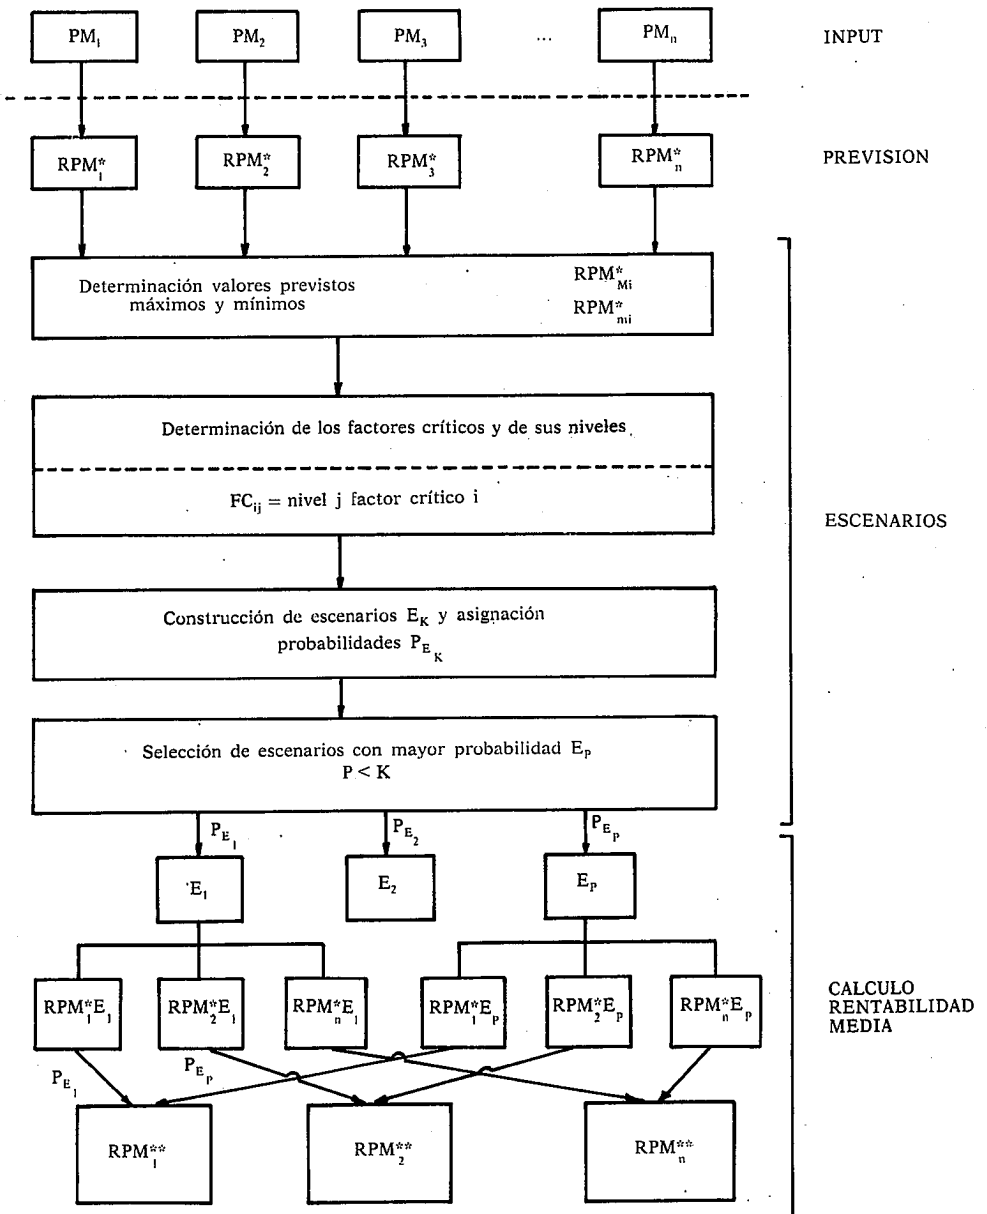 PM₁ PM₂ PM₃ ... PMₙ INPUT
RPM*₁ RPM*₂ RPM*₃ RPM*ₙ PREVISION
Determinación valores previstos
máximos y mínimos
RPM*Mi
RPM*mi
Determinación de los factores críticos y de sus niveles
FCij = nivel j factor crítico i
ESCENARIOS
Construcción de escenarios EK y asignación
probabilidades PEK
Selección de escenarios con mayor probabilidad EP
P < K
PE₁ PE₂ PEP
E₁ E₂ EP
RPM*₁E₁ RPM*₂E₁ RPM*ₙE₁ RPM*₁EP RPM*₂EP RPM*ₙEP
CALCULO
RENTABILIDAD
MEDIA
PE₁ PEP
RPM**₁ RPM**₂ RPM**ₙ